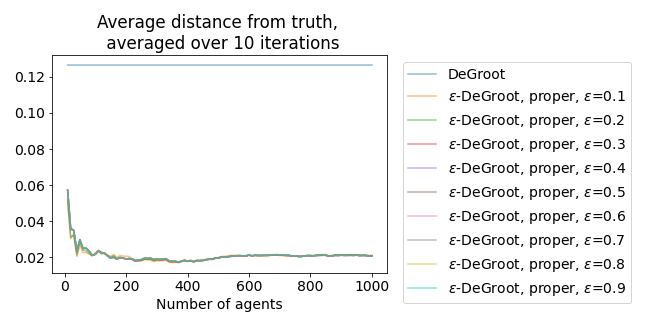 Average distance from truth,
averaged over 10 iterations
0.12
0.10
0.08
0.06
0.04
0.02
0 200 400 600 800 1000
Number of agents
DeGroot
ε-DeGroot, proper, ε=0.1
ε-DeGroot, proper, ε=0.2
ε-DeGroot, proper, ε=0.3
ε-DeGroot, proper, ε=0.4
ε-DeGroot, proper, ε=0.5
ε-DeGroot, proper, ε=0.6
ε-DeGroot, proper, ε=0.7
ε-DeGroot, proper, ε=0.8
ε-DeGroot, proper, ε=0.9